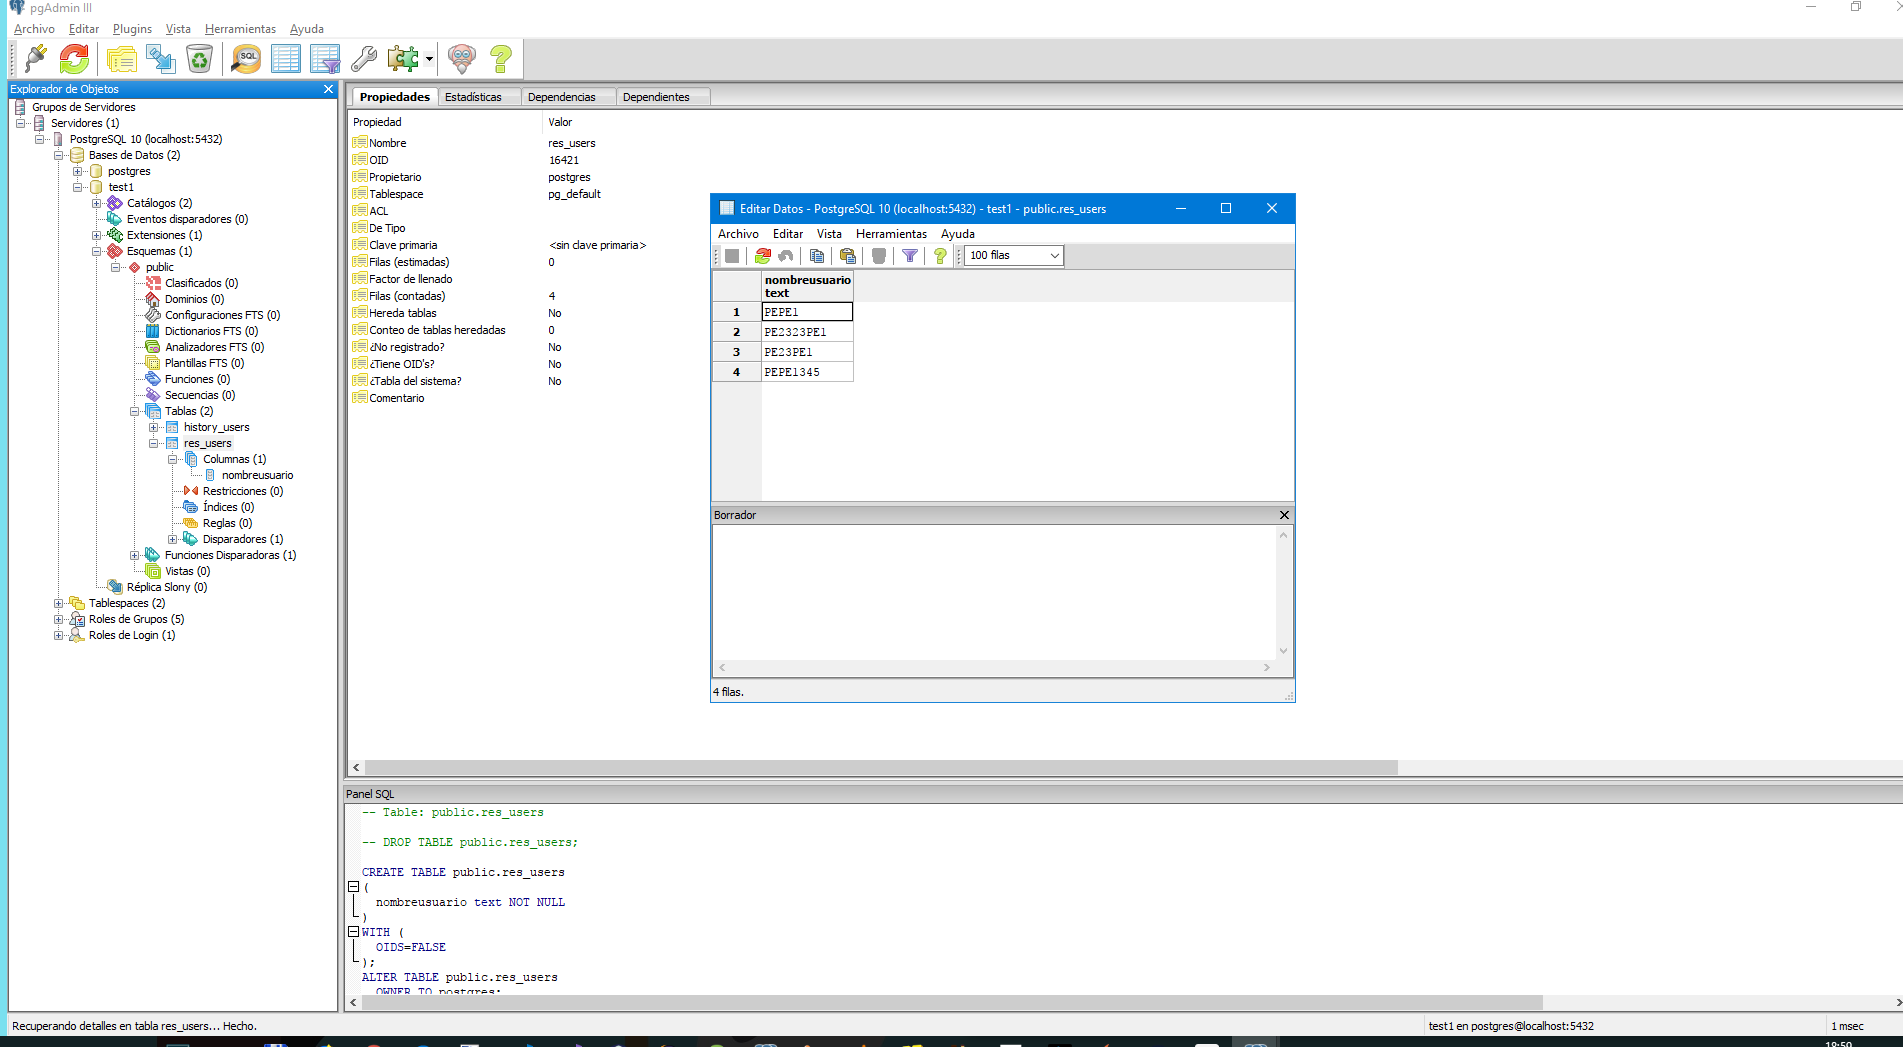 pgAdmin III
Archivo Editar Plugins Vista Herramientas Ayuda
SQL
Explorador de Objetos
Grupos de Servidores
Servidores (1)
PostgreSQL 10 (localhost:5432)
Bases de Datos (2)
postgres
test1
Catálogos (2)
Eventos disparadores (0)
Extensiones (1)
Esquemas (1)
public
Clasificados (0)
Dominios (0)
Configuraciones FTS (0)
Dictionarios FTS (0)
Analizadores FTS (0)
Plantillas FTS (0)
Funciones (0)
Secuencias (0)
Tablas (2)
history_users
res_users
Columnas (1)
nombreusuario
Restricciones (0)
Índices (0)
Reglas (0)
Disparadores (1)
Funciones Disparadoras (1)
Vistas (0)
Réplica Slony (0)
Tablespaces (2)
Roles de Grupos (5)
Roles de Login (1)
Propiedades Estadísticas Dependencias Dependientes
Propiedad Valor
Nombre res_users
OID 16421
Propietario postgres
Tablespace pg_default
ACL
De Tipo
Clave primaria <sin clave primaria>
Filas (estimadas) 0
Factor de llenado
Filas (contadas) 4
Hereda tablas No
Conteo de tablas heredadas 0
¿No registrado? No
¿Tiene OID's? No
¿Tabla del sistema? No
Comentario
Editar Datos - PostgreSQL 10 (localhost:5432) - test1 - public.res_users
Archivo Editar Vista Herramientas Ayuda
100 filas
nombreusuario
text
1 PEPE1
2 PE2323PE1
3 PE23PE1
4 PEPE1345
Borrador
4 filas.
Panel SQL
-- Table: public.res_users
-- DROP TABLE public.res_users;
CREATE TABLE public.res_users
(
nombreusuario text NOT NULL
)
WITH (
OIDS=FALSE
);
ALTER TABLE public.res_users
OWNER TO postgres;
Recuperando detalles en tabla res_users... Hecho.
test1 en postgres@localhost:5432
1 msec
18:59